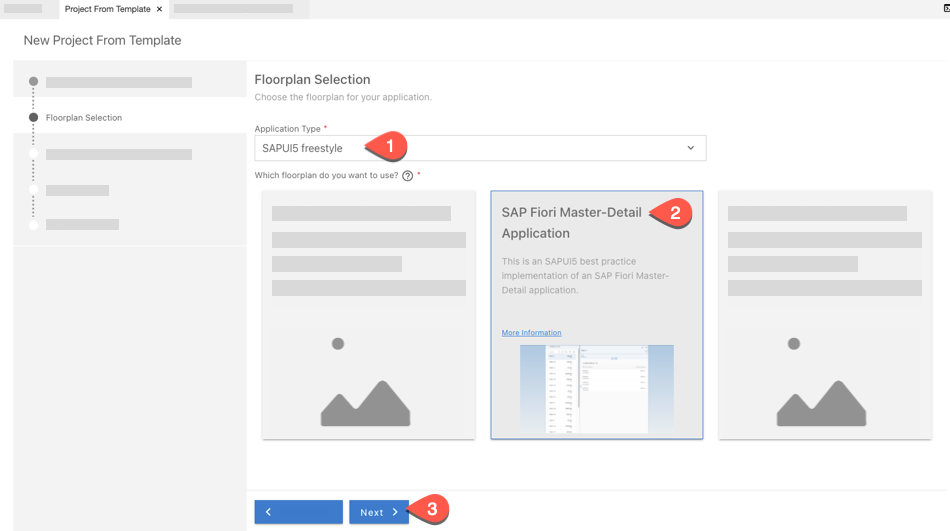 Project From Template ×
New Project From Template
Floorplan Selection
Floorplan Selection
Choose the floorplan for your application.
Application Type *
SAPUI5 freestyle
1
Which floorplan do you want to use? ? *
SAP Fiori Master-Detail
Application
2
This is an SAPUI5 best practice
implementation of an SAP Fiori Master-
Detail application.
More Information
Next
3